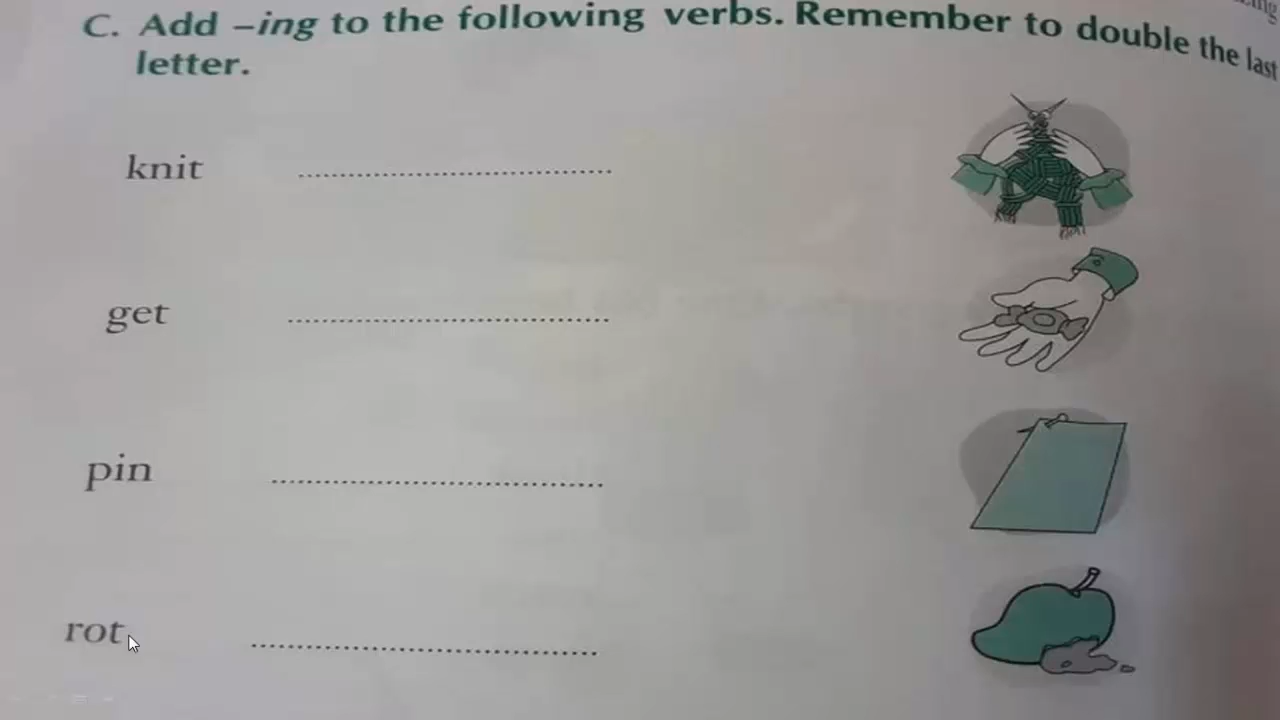 C. Add –ing to the following verbs. Remember to double the last
letter.
knit ........................................................
get ........................................................
pin ........................................................
rot ........................................................